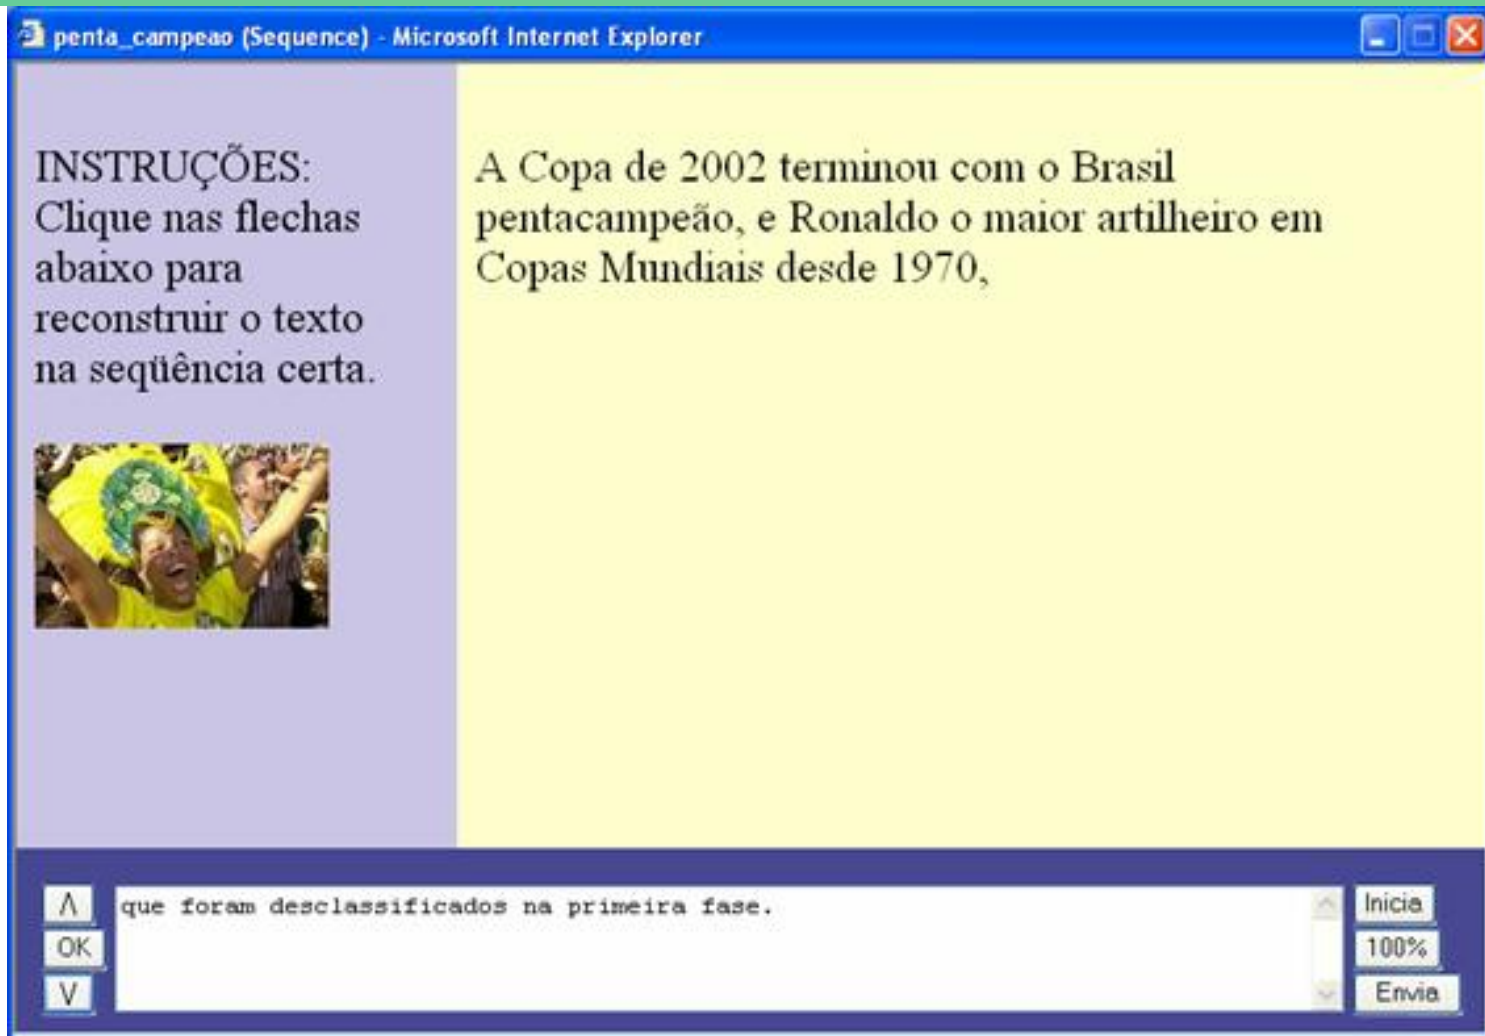 penta_campeao (Sequence) - Microsoft Internet Explorer
INSTRUÇÕES:
Clique nas flechas
abaixo para
reconstruir o texto
na seqüência certa.
A Copa de 2002 terminou com o Brasil
pentacampeão, e Ronaldo o maior artilheiro em
Copas Mundiais desde 1970,
Λ
OK
V
que foram desclassificados na primeira fase.
Inicia
100%
Envia